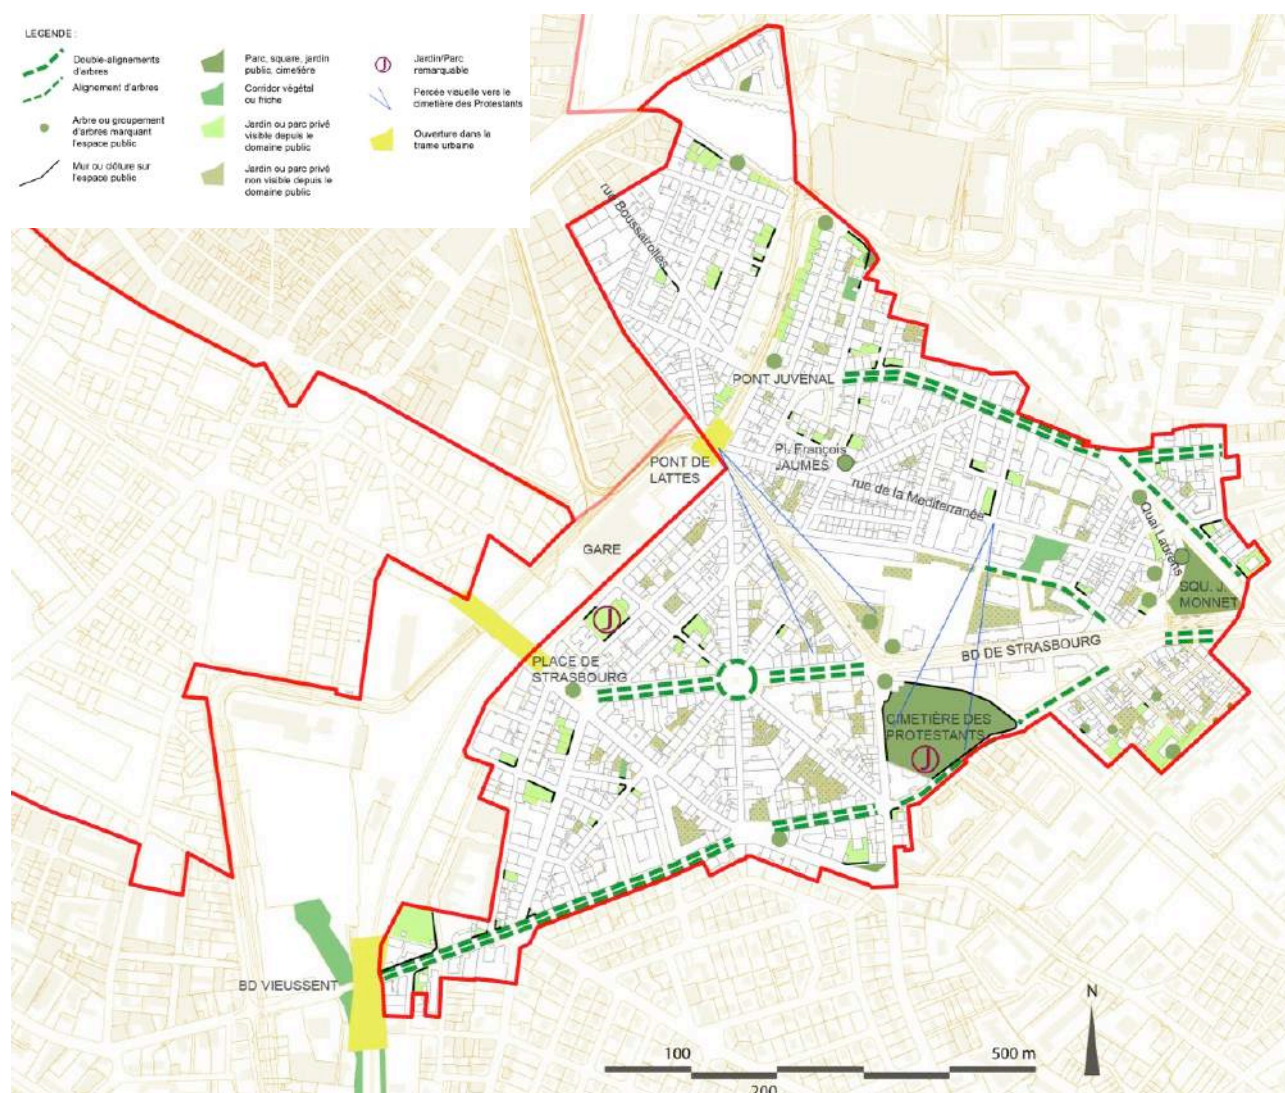 LEGENDE :
Double-alignements
d'arbres
Alignement d'arbres
Arbre ou groupement
d'arbres marquant
l'espace public
Mur ou clôture sur
l'espace public
Parc, square, jardin
public, cimetière
Corridor végétal
ou friche
Jardin ou parc privé
visible depuis le
domaine public
Jardin ou parc privé
non visible depuis le
domaine public
J
Jardin/Parc
remarquable
Percée visuelle vers le
cimetière des Protestants
Ouverture dans la
trame urbaine
rue Boussairolles
PONT JUVENAL
PONT DE
LATTES
Pl. François
JAUMES
rue de la Mediterranée
Quai Laurens
GARE
SQU. J.
MONNET
J
BD DE STRASBOURG
PLACE DE
STRASBOURG
CIMETIÈRE DES
PROTESTANTS
J
BD VIEUSSENT
N
100
500 m
200